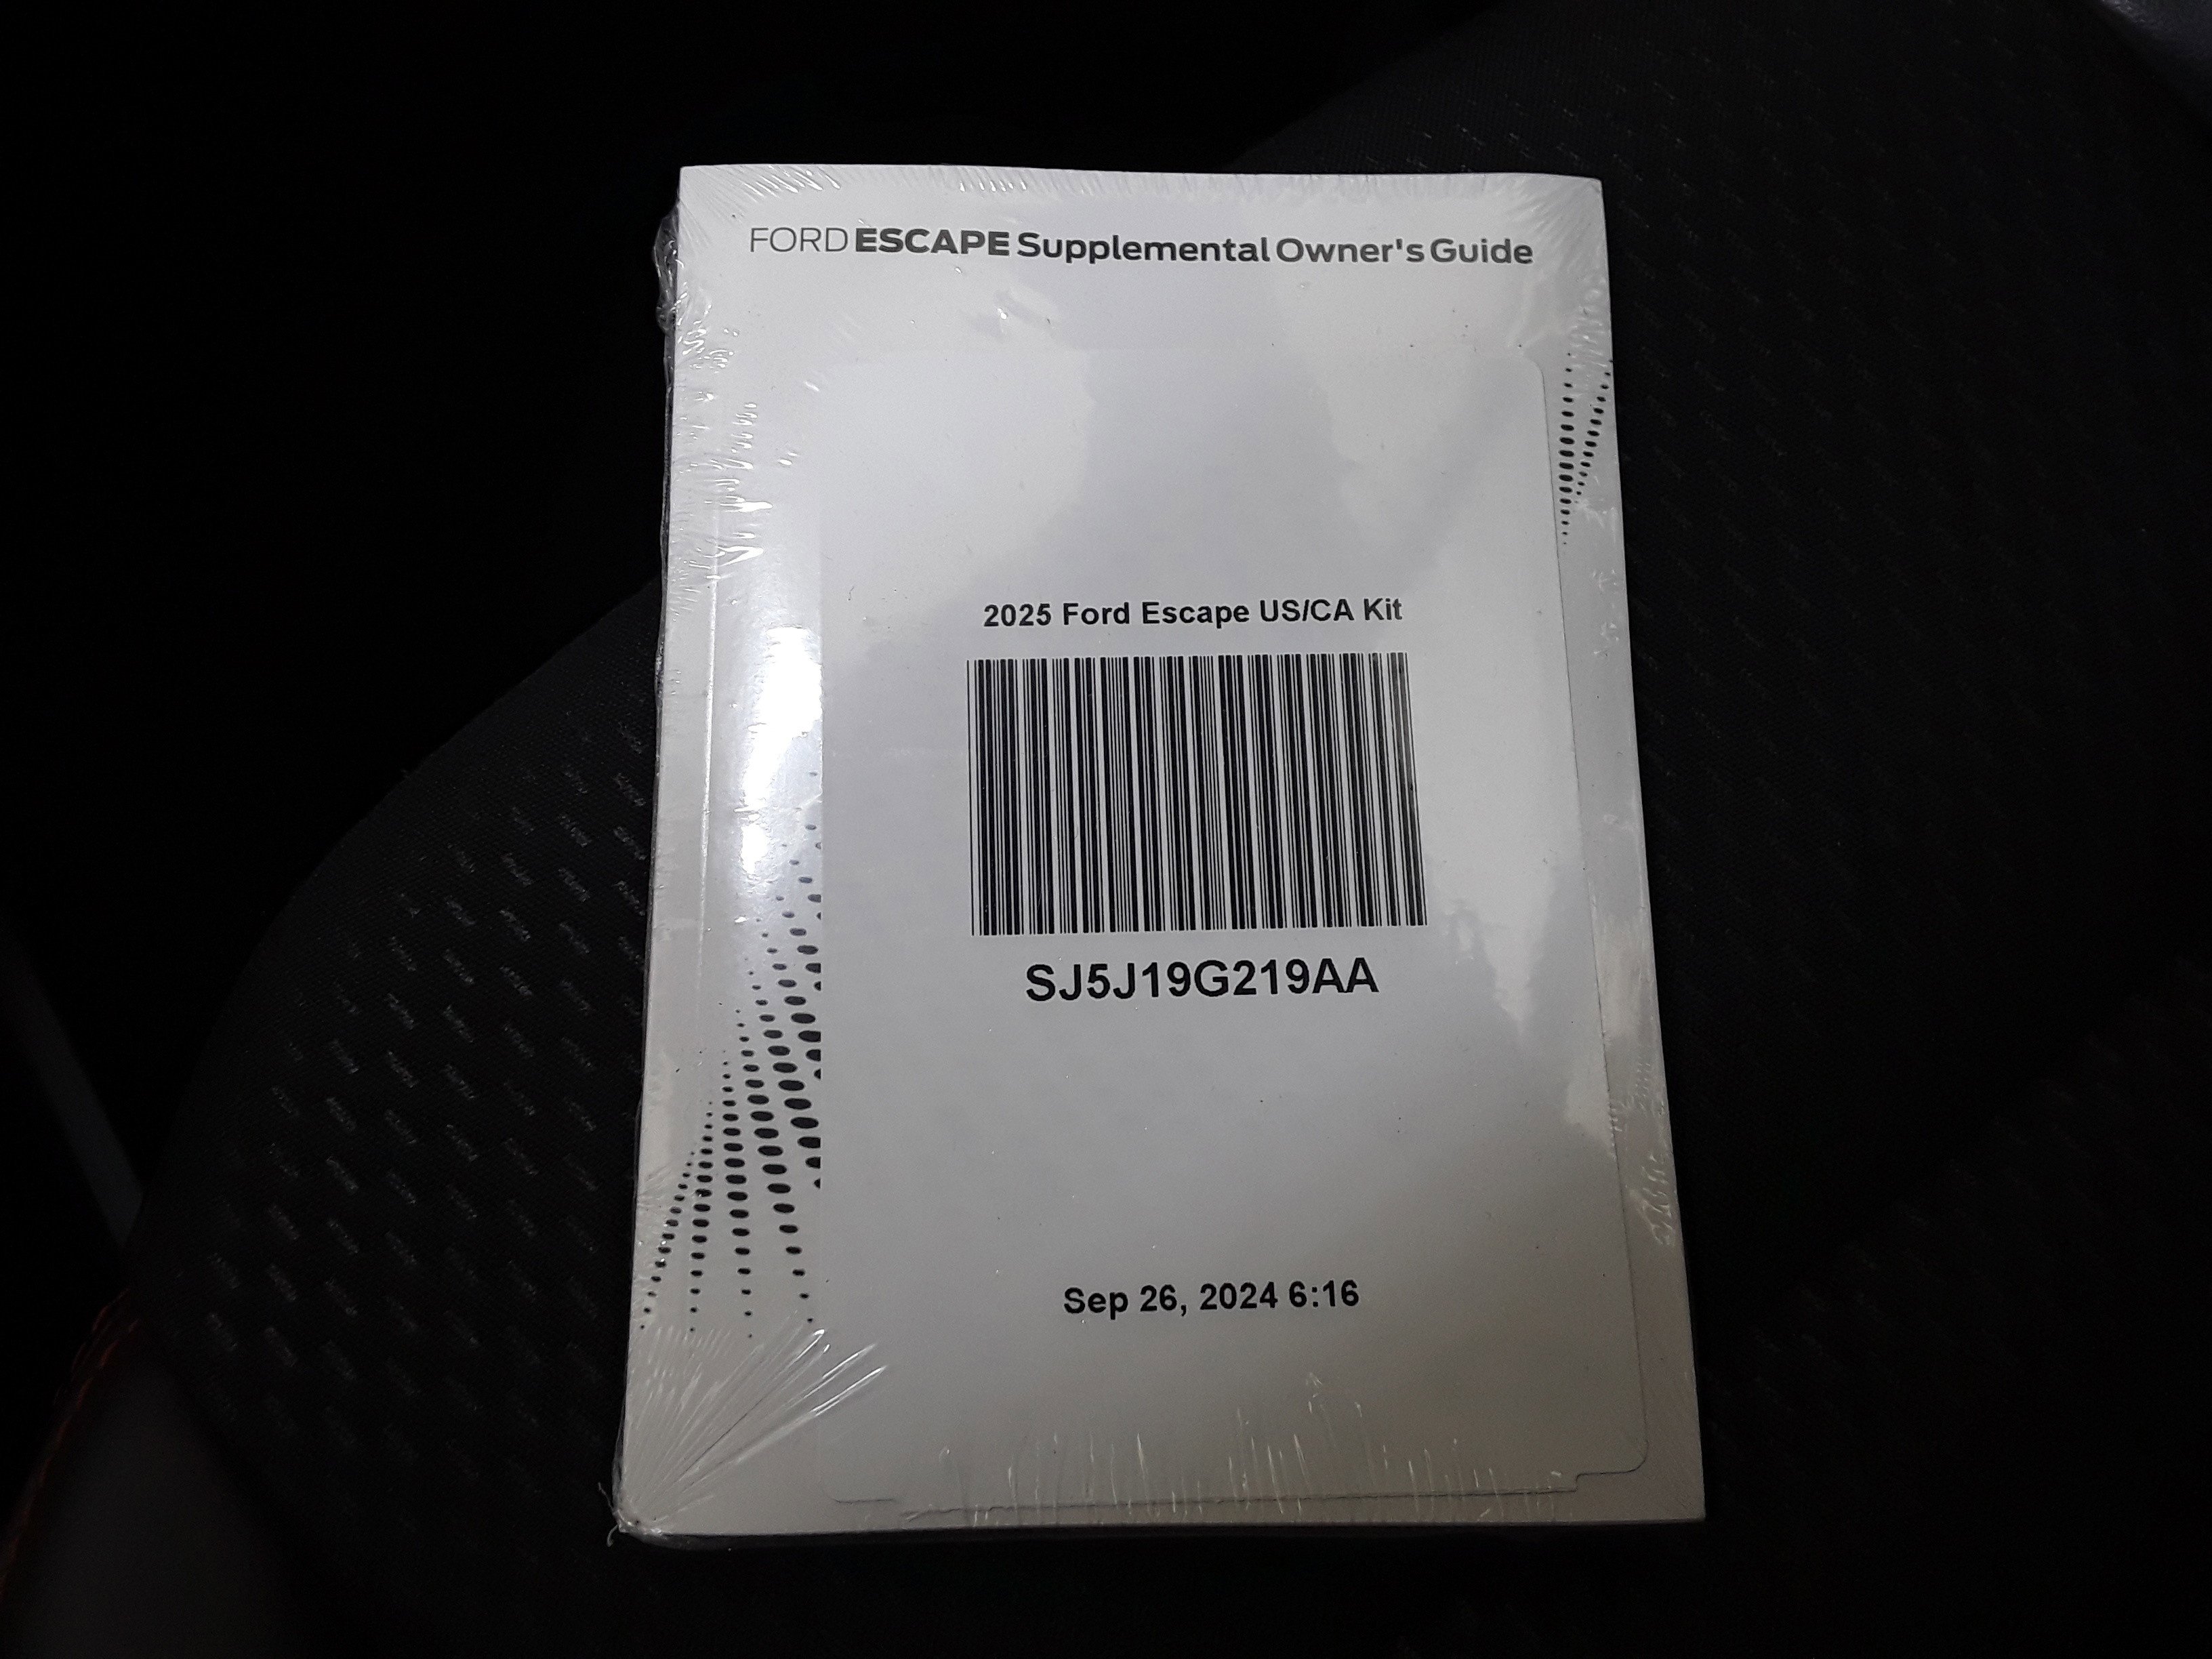 FORD ESCAPE Supplemental Owner's Guide
2025 Ford Escape US/CA Kit
SJ5J19G219AA
Sep 26, 2024 6:16